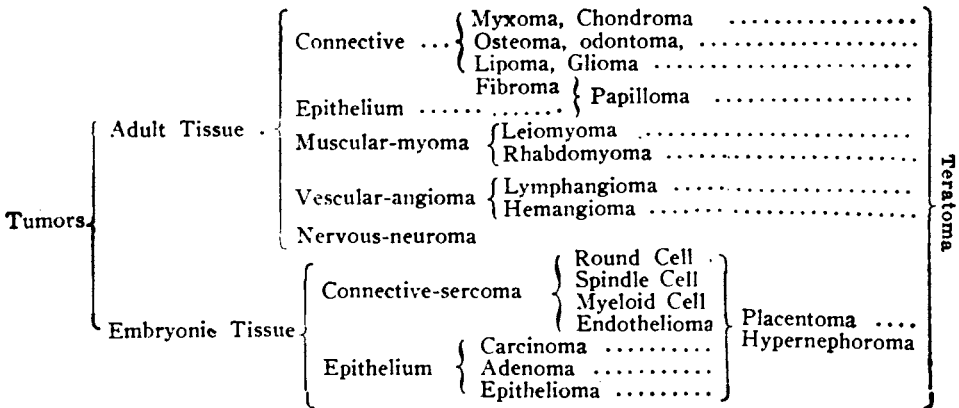 Myxoma, Chondroma ..................
Connective ... Osteoma, odontoma, ......................
Lipoma, Glioma ..........................
Fibroma
Epithelium ...... ....... Papilloma ....................
Adult Tissue .
Muscular-myoma Leiomyoma ..........................
Rhabdomyoma ........................
Vescular-angioma Lymphangioma .......................
Hemangioma ..........................
Tumors
Nervous-neuroma
Teratoma
Round Cell .
Connective-sercoma Spindle Cell
Myeloid Cell
Endothelioma
Embryonic Tissue
Placentoma ....
Hypernephoroma
Carcinoma ...........
Epithelium Adenoma ............
Epithelioma .........